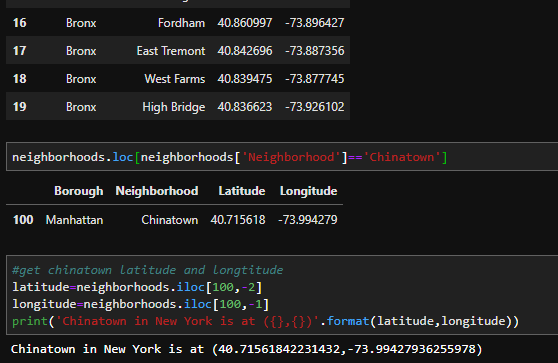 16 Bronx Fordham 40.860997 -73.896427
17 Bronx East Tremont 40.842696 -73.887356
18 Bronx West Farms 40.839475 -73.877745
19 Bronx High Bridge 40.836623 -73.926102
neighborhoods.loc[neighborhoods['Neighborhood']=='Chinatown']
Borough Neighborhood Latitude Longitude
100 Manhattan Chinatown 40.715618 -73.994279
#get chinatown latitude and longtitude
latitude=neighborhoods.iloc[100,-2]
longitude=neighborhoods.iloc[100,-1]
print('Chinatown in New York is at ({},{})'.format(latitude,longitude))
Chinatown in New York is at (40.71561842231432,-73.99427936255978)